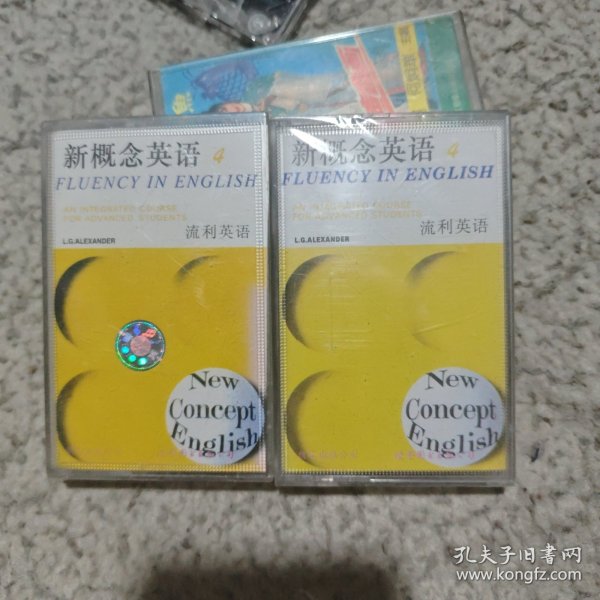 新概念英语 4
FLUENCY IN ENGLISH
AN INTEGRATED COURSE
FOR ADVANCED STUDENTS
流利英语
L.G.ALEXANDER
New
Concept
English
新概念英语 4
FLUENCY IN ENGLISH
AN INTEGRATED COURSE
FOR ADVANCED STUDENTS
流利英语
L.G.ALEXANDER
New
Concept
English
孔夫子旧书网
www.kongfz.com